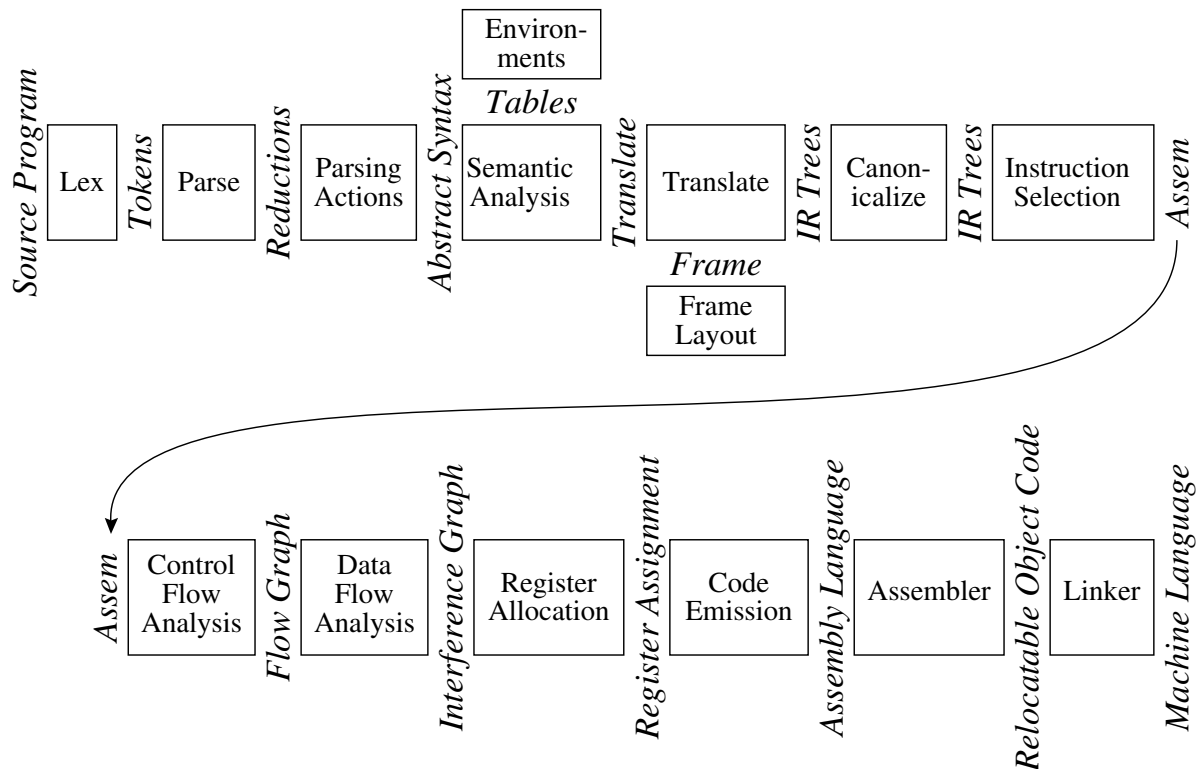 Environ-
ments
Tables
Source Program
Lex
Tokens
Parse
Reductions
Parsing
Actions
Abstract Syntax
Semantic
Analysis
Translate
Translate
IR Trees
Canon-
icalize
IR Trees
Instruction
Selection
Assem
Frame
Frame
Layout
Assem
Control
Flow
Analysis
Flow Graph
Data
Flow
Analysis
Interference Graph
Register
Allocation
Register Assignment
Code
Emission
Assembly Language
Assembler
Relocatable Object Code
Linker
Machine Language